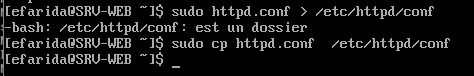 [efarida@SRV-WEB ~]$ sudo httpd.conf > /etc/httpd/conf
-bash: /etc/httpd/conf: est un dossier
[efarida@SRV-WEB ~]$ sudo cp httpd.conf  /etc/httpd/conf
[efarida@SRV-WEB ~]$ _